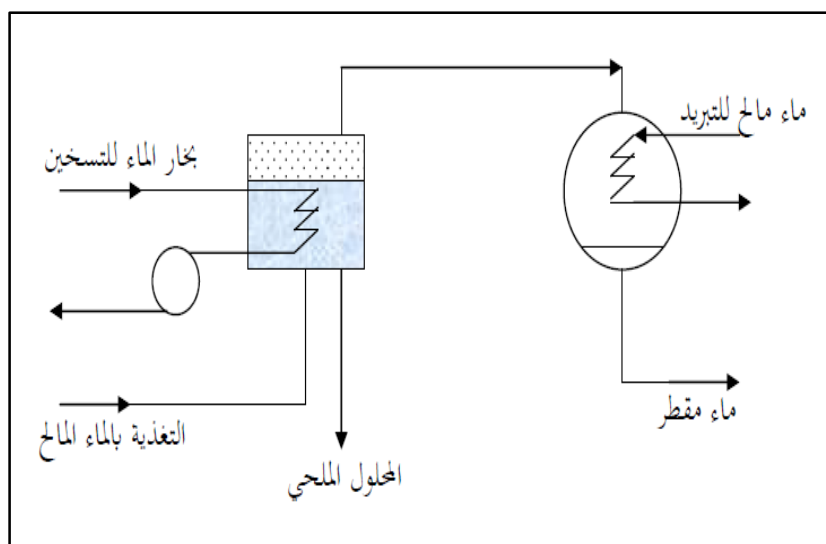 ماء مالح للتبريد
بخار الماء للتسخين
ماء مقطر
التغذية بالماء المالح
المحلول الملحي